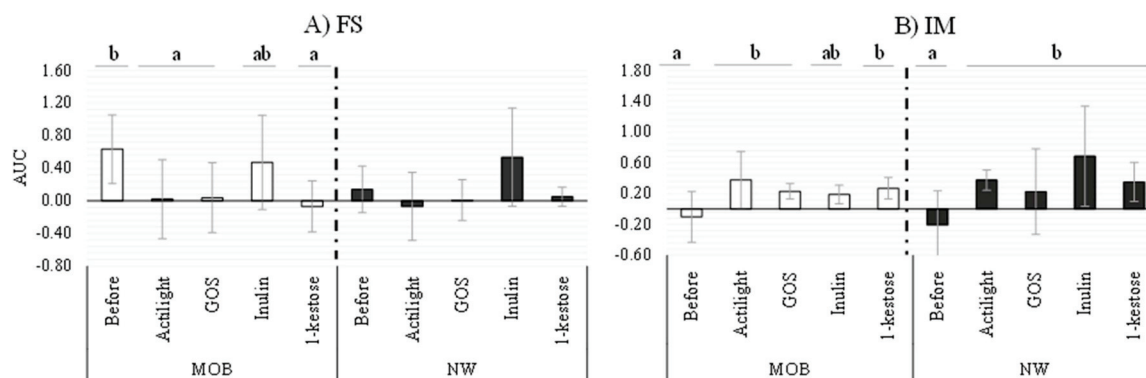 A) FS
b a ab a
1.60
1.20
0.80
0.40
0.00
-0.40
-0.80
AUC
Before Actilight GOS Inulin 1-kestose Before Actilight GOS Inulin 1-kestose
MOB NW
B) IM
a b ab b a b
1.80
1.40
1.00
0.60
0.20
-0.20
-0.60
Before Actilight GOS Inulin 1-kestose Before Actilight GOS Inulin 1-kestose
MOB NW